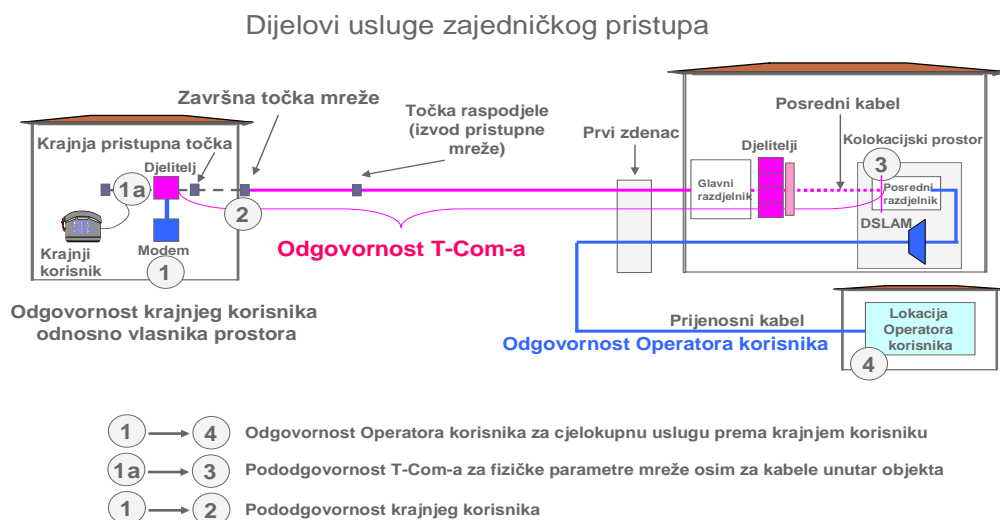 Dijelovi usluge zajedničkog pristupa
Završna točka mreže
Krajnja pristupna točka
Djelitelj
1a
Krajnji
korisnik
Modem
1
2
Točka raspodjele
(izvod pristupne
mreže)
Odgovornost T-Com-a
Odgovornost krajnjeg korisnika
odnosno vlasnika prostora
Prvi zdenac
Djelitelji
Glavni
razdjelnik
Posredni kabel
Kolokacijski prostor
3
Posredni
razdjelnik
DSLAM
Prijenosni kabel
Odgovornost Operatora korisnika
Lokacija
Operatora
korisnika
4
1 4 Odgovornost Operatora korisnika za cjelokupnu uslugu prema krajnjem korisniku
1a 3 Pododgovornost T-Com-a za fizičke parametre mreže osim za kabele unutar objekta
1 2 Pododgovornost krajnjeg korisnika